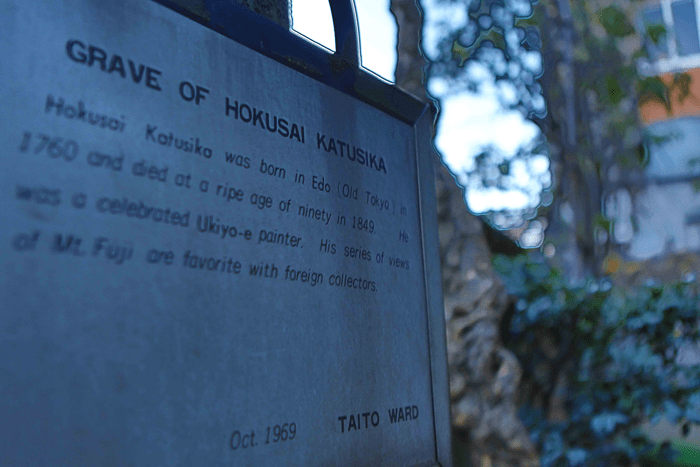 GRAVE OF HOKUSAI KATUSIKA
Hokusai Katusika was born in Edo (Old Tokyo) in
1760 and died at a ripe age of ninety in 1849. He
was a celebrated Ukiyo-e painter. His series of views
of Mt. Fuji are favorite with foreign collectors.
Oct. 1969 TAITO WARD